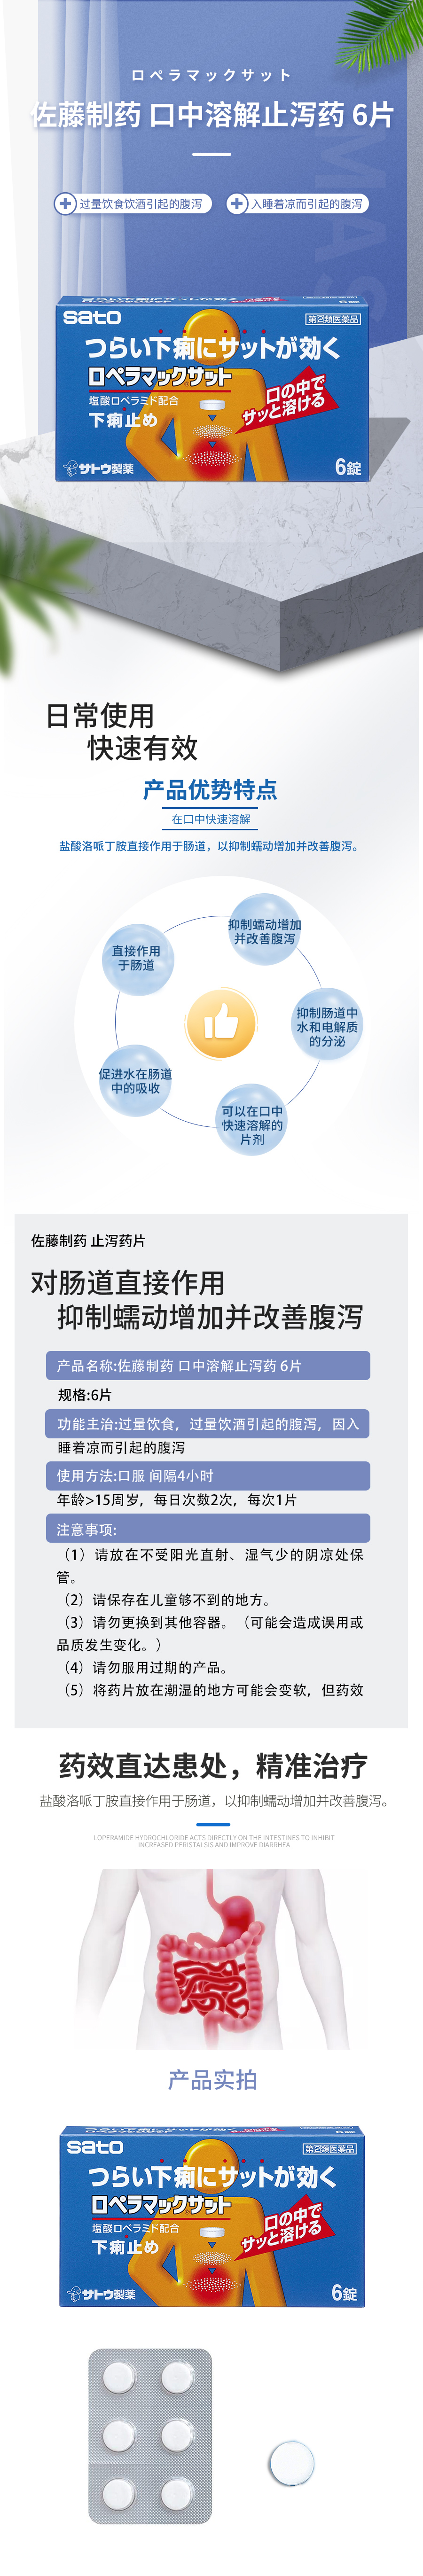 ロペラマックサット
佐藤制药 口中溶解止泻药 6片
过量饮食饮酒引起的腹泻
入睡着凉而引起的腹泻
MAS
sato
第②類医薬品
つらい下痢にサットが効く
ロペラマックサット
塩酸ロペラミド配合
下痢止め
口の中で
サッと溶ける
サトウ製薬
6錠
日常使用
快速有效
产品优势特点
在口中快速溶解
盐酸洛哌丁胺直接作用于肠道，以抑制蠕动增加并改善腹泻。
抑制蠕动增加
并改善腹泻
直接作用
于肠道
抑制肠道中
水和电解质
的分泌
促进水在肠道
中的吸收
可以在口中
快速溶解的
片剂
佐藤制药 止泻药片
对肠道直接作用
抑制蠕动增加并改善腹泻
产品名称:佐藤制药 口中溶解止泻药 6片
规格:6片
功能主治:过量饮食，过量饮酒引起的腹泻，因入
睡着凉而引起的腹泻
使用方法:口服 间隔4小时
年龄>15周岁，每日次数2次，每次1片
注意事项:
（1）请放在不受阳光直射、湿气少的阴凉处保
管。
（2）请保存在儿童够不到的地方。
（3）请勿更换到其他容器。（可能会造成误用或
品质发生变化。）
（4）请勿服用过期的产品。
（5）将药片放在潮湿的地方可能会变软，但药效
药效直达患处，精准治疗
盐酸洛哌丁胺直接作用于肠道，以抑制蠕动增加并改善腹泻。
LOPERAMIDE HYDROCHLORIDE ACTS DIRECTLY ON THE INTESTINES TO INHIBIT
INCREASED PERISTALSIS AND IMPROVE DIARRHEA
产品实拍
sato
第②類医薬品
つらい下痢にサットが効く
ロペラマックサット
塩酸ロペラミド配合
下痢止め
口の中で
サッと溶ける
サトウ製薬
6錠